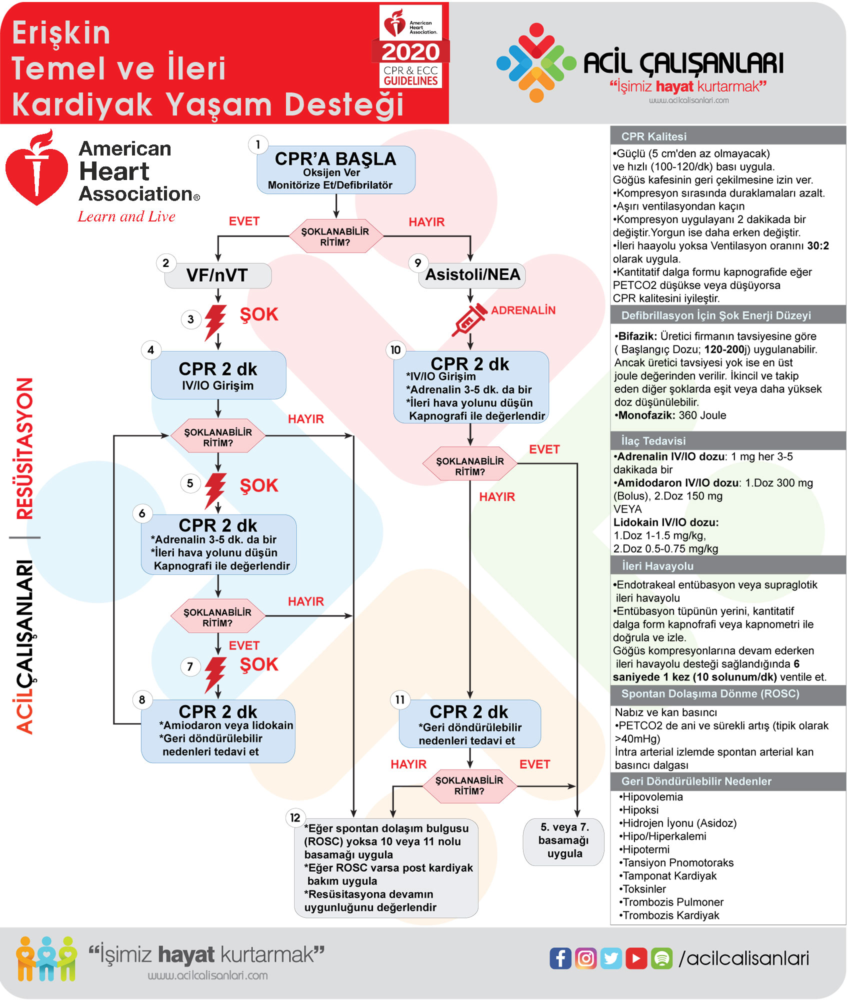 Erişkin
Temel ve İleri
Kardiyak Yaşam Desteği
American
Heart
Association.
2020
CPR & ECC
GUIDELINES
ACİL ÇALIŞANLARI
“İşimiz hayat kurtarmak”
www.acilcalisanlari.com
American
Heart
Association®
Learn and Live
1
CPR'A BAŞLA
Oksijen Ver
Monitörize Et/Defibrilatör
EVET
HAYIR
ŞOKLANABİLİR
RİTİM?
2
VF/nVT
3
ŞOK
4
CPR 2 dk
IV/IO Girişim
HAYIR
ŞOKLANABİLİR
RİTİM?
5
ŞOK
6
CPR 2 dk
*Adrenalin 3-5 dk. da bir
*İleri hava yolunu düşün
Kapnografi ile değerlendir
HAYIR
ŞOKLANABİLİR
RİTİM?
EVET
7
ŞOK
8
CPR 2 dk
*Amiodaron veya lidokain
*Geri döndürülebilir
nedenleri tedavi et
9
Asistoli/NEA
ADRENALİN
10
CPR 2 dk
*IV/IO Girişim
*Adrenalin 3-5 dk. da bir
*İleri hava yolunu düşün
Kapnografi ile değerlendir
EVET
ŞOKLANABİLİR
RİTİM?
HAYIR
11
CPR 2 dk
*Geri döndürülebilir
nedenleri tedavi et
HAYIR
EVET
ŞOKLANABİLİR
RİTİM?
12
*Eğer spontan dolaşım bulgusu
(ROSC) yoksa 10 veya 11 nolu
basamağı uygula
*Eğer ROSC varsa post kardiyak
bakım uygula
*Resüsitasyona devamın
uygunluğunu değerlendir
5. veya 7.
basamağı
uygula
ACİLÇALIŞANLARI | RESÜSİTASYON
CPR Kalitesi
•Güçlü (5 cm'den az olmayacak)
ve hızlı (100-120/dk) bası uygula.
Göğüs kafesinin geri çekilmesine izin ver.
•Kompresyon sırasında duraklamaları azalt.
•Aşırı ventilasyondan kaçın
•Kompresyon uygulayanı 2 dakikada bir
değiştir.Yorgun ise daha erken değiştir.
•İleri haayolu yoksa Ventilasyon oranını 30:2
olarak uygula.
•Kantitatif dalga formu kapnografide eğer
PETCO2 düşükse veya düşüyorsa
CPR kalitesini iyileştir.
Defibrillasyon İçin Şok Enerji Düzeyi
•Bifazik: Üretici firmanın tavsiyesine göre
( Başlangıç Dozu; 120-200j) uygulanabilir.
Ancak üretici tavsiyesi yok ise en üst
joule değerinden verilir. İkincil ve takip
eden diğer şoklarda eşit veya daha yüksek
doz düşünülebilir.
•Monofazik: 360 Joule
İlaç Tedavisi
•Adrenalin IV/IO dozu: 1 mg her 3-5
dakikada bir
•Amidodaron IV/IO dozu: 1.Doz 300 mg
(Bolus), 2.Doz 150 mg
VEYA
Lidokain IV/IO dozu:
1.Doz 1-1.5 mg/kg,
2.Doz 0.5-0.75 mg/kg
İleri Havayolu
•Endotrakeal entübasyon veya supraglotik
ileri havayolu
•Entübasyon tüpünün yerini, kantitatif
dalga form kapnofrafi veya kapnometri ile
doğrula ve izle.
Göğüs kompresyonlarına devam ederken
ileri havayolu desteği sağlandığında 6
saniyede 1 kez (10 solunum/dk) ventile et.
Spontan Dolaşıma Dönme (ROSC)
Nabız ve kan basıncı
•PETCO2 de ani ve sürekli artış (tipik olarak
>40mHg)
İntra arterial izlemde spontan arterial kan
basıncı dalgası
Geri Döndürülebilir Nedenler
•Hipovolemia
•Hipoksi
•Hidrojen İyonu (Asidoz)
•Hipo/Hiperkalemi
•Hipotermi
•Tansiyon Pnomotoraks
•Tamponat Kardiyak
•Toksinler
•Trombozis Pulmoner
•Trombozis Kardiyak
“İşimiz hayat kurtarmak”
www.acilcalisanlari.com
/acilcalisanlari